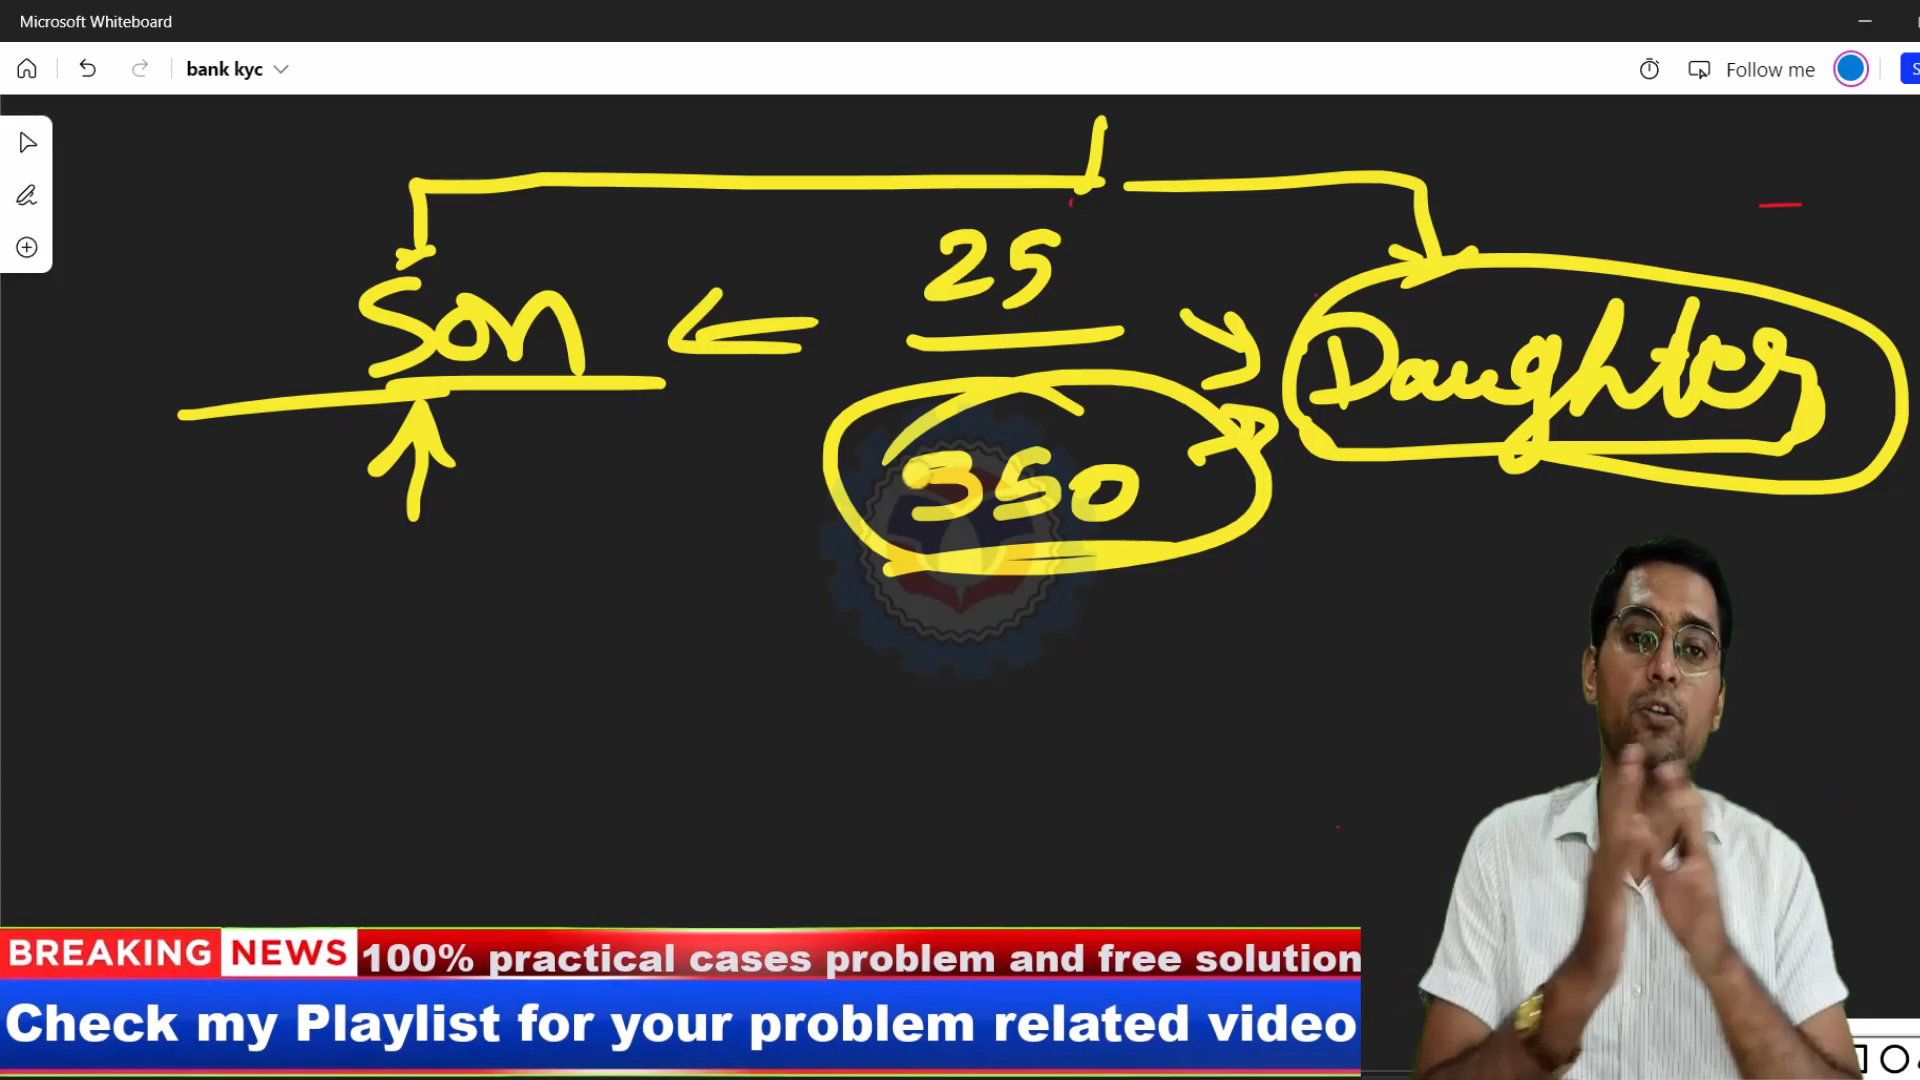 Microsoft Whiteboard
bank kyc
Follow me
S
25
Son
Daughter
350
BREAKING NEWS 100% practical cases problem and free solution
Check my Playlist for your problem related video